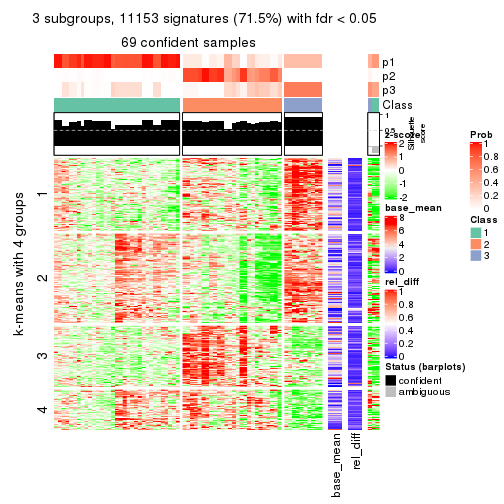 3 subgroups, 11153 signatures (71.5%) with fdr < 0.05
69 confident samples
p1
p2
p3
Class
1
0.5
Silhouette
score
k-means with 4 groups
1
2
3
4
base_mean
rel_diff
z-score
2
1
0
-1
-2
base_mean
8
6
4
2
0
rel_diff
1
0.8
0.6
0.4
0.2
0
Status (barplots)
confident
ambiguous
Prob
1
0.8
0.6
0.4
0.2
0
Class
1
2
3